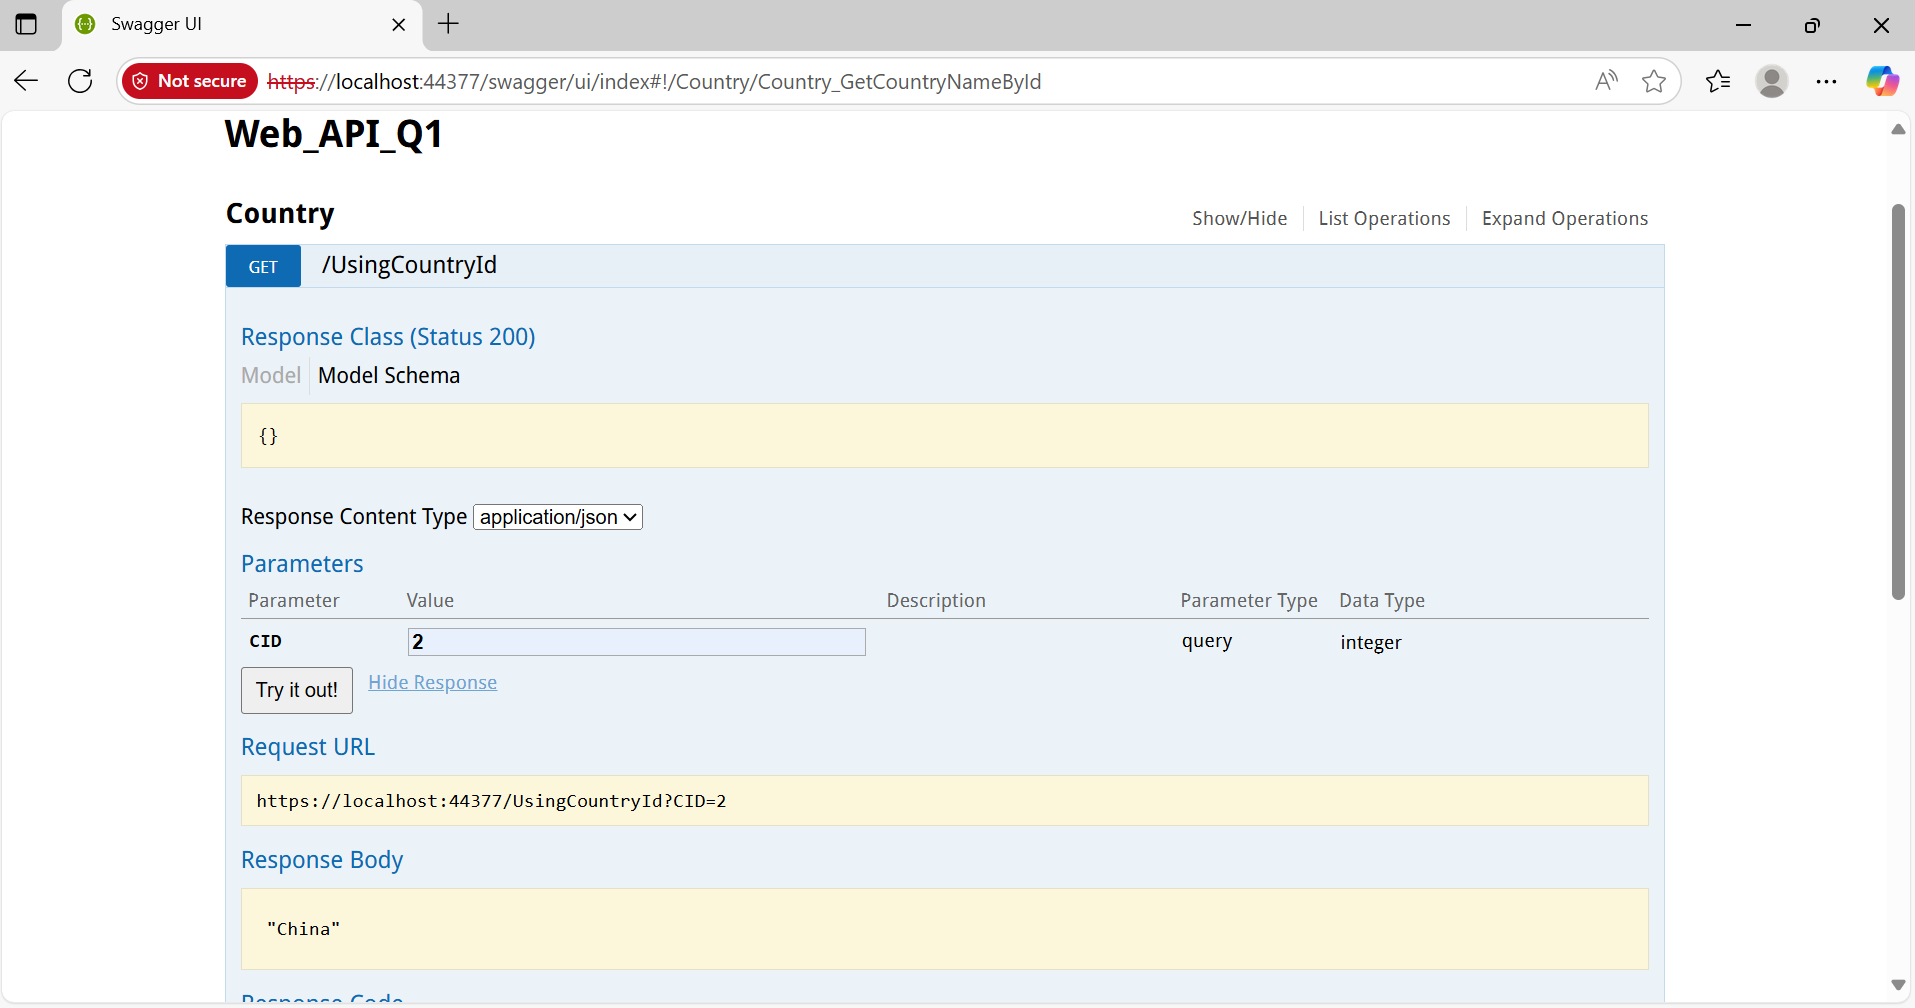 Swagger UI
Not secure https://localhost:44377/swagger/ui/index#!/Country/Country_GetCountryNameById
Web_API_Q1
Country
Show/Hide
List Operations
Expand Operations
GET /UsingCountryId
Response Class (Status 200)
Model Model Schema
{}
Response Content Type application/json
Parameters
Parameter Value Description Parameter Type Data Type
CID 2 query integer
Try it out! Hide Response
Request URL
https://localhost:44377/UsingCountryId?CID=2
Response Body
"China"
Response Code